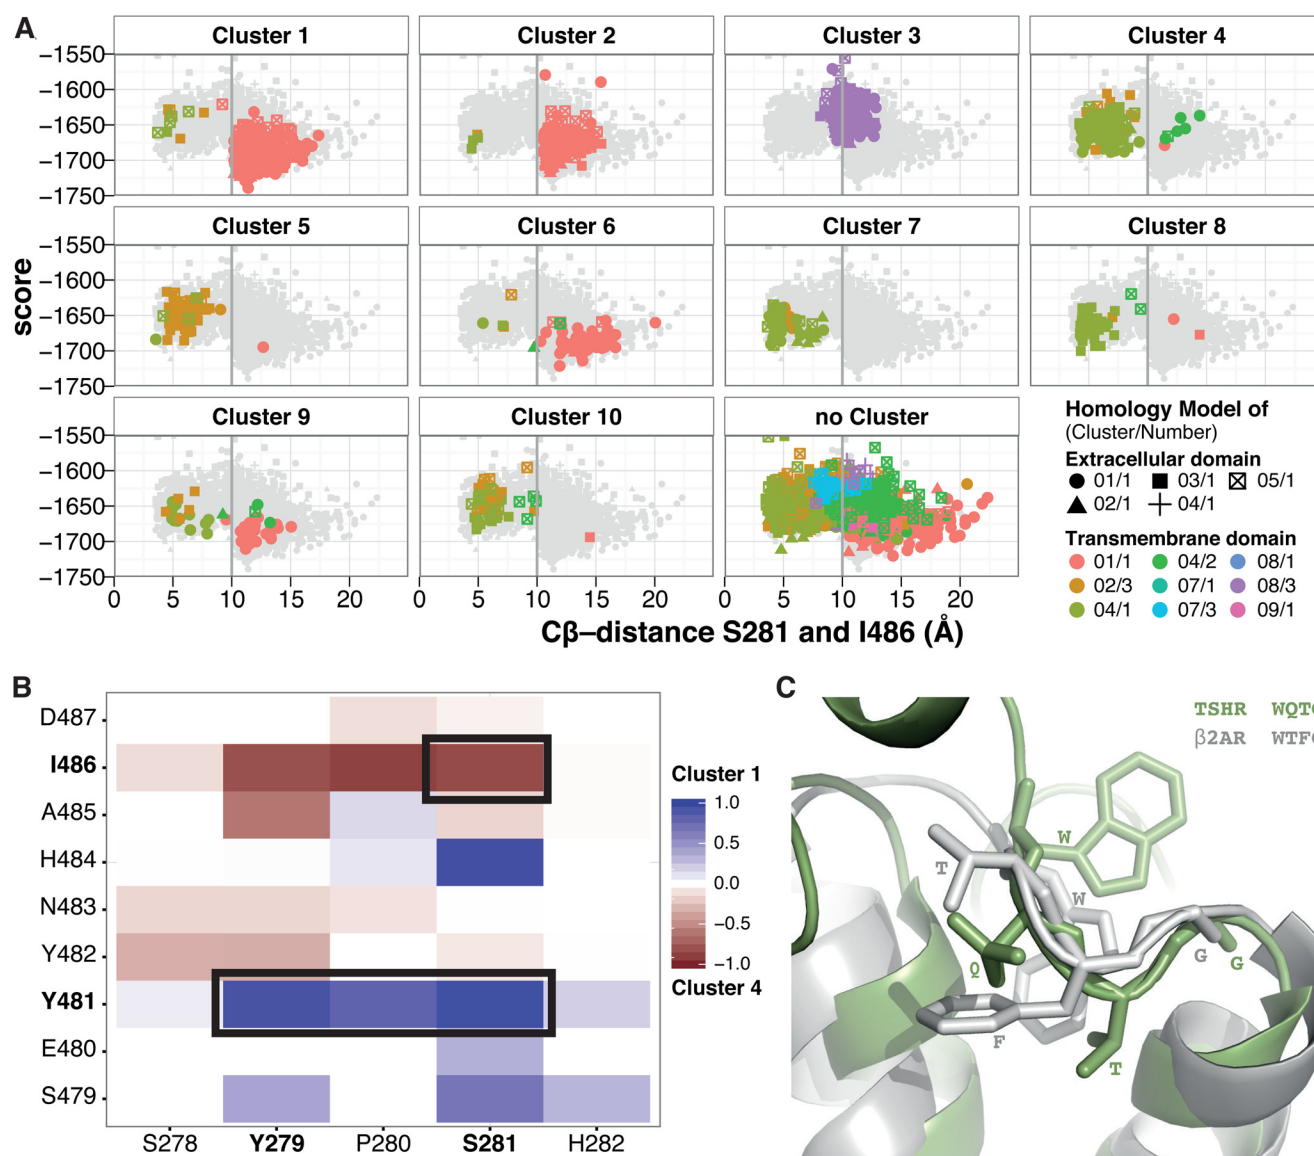 A
Cluster 1
Cluster 2
Cluster 3
Cluster 4
−1550
−1600
−1650
−1700
−1750
Cluster 5
Cluster 6
Cluster 7
Cluster 8
−1550
−1600
−1650
−1700
−1750
score
Cluster 9
Cluster 10
no Cluster
−1550
−1600
−1650
−1700
−1750
0 5 10 15 20
0 5 10 15 20
0 5 10 15 20
Cβ–distance S281 and I486 (Å)
Homology Model of
(Cluster/Number)
Extracellular domain
01/1 03/1 05/1
02/1 04/1
Transmembrane domain
01/1 04/2 08/1
02/3 07/1 08/3
04/1 07/3 09/1
B
D487
I486
A485
H484
N483
Y482
Y481
E480
S479
S278 Y279 P280 S281 H282
Cluster 1
1.0
0.5
0.0
−0.5
−1.0
Cluster 4
C
TSHR WQT
β2AR WTF
W
T
W
Q
G
G
F
T